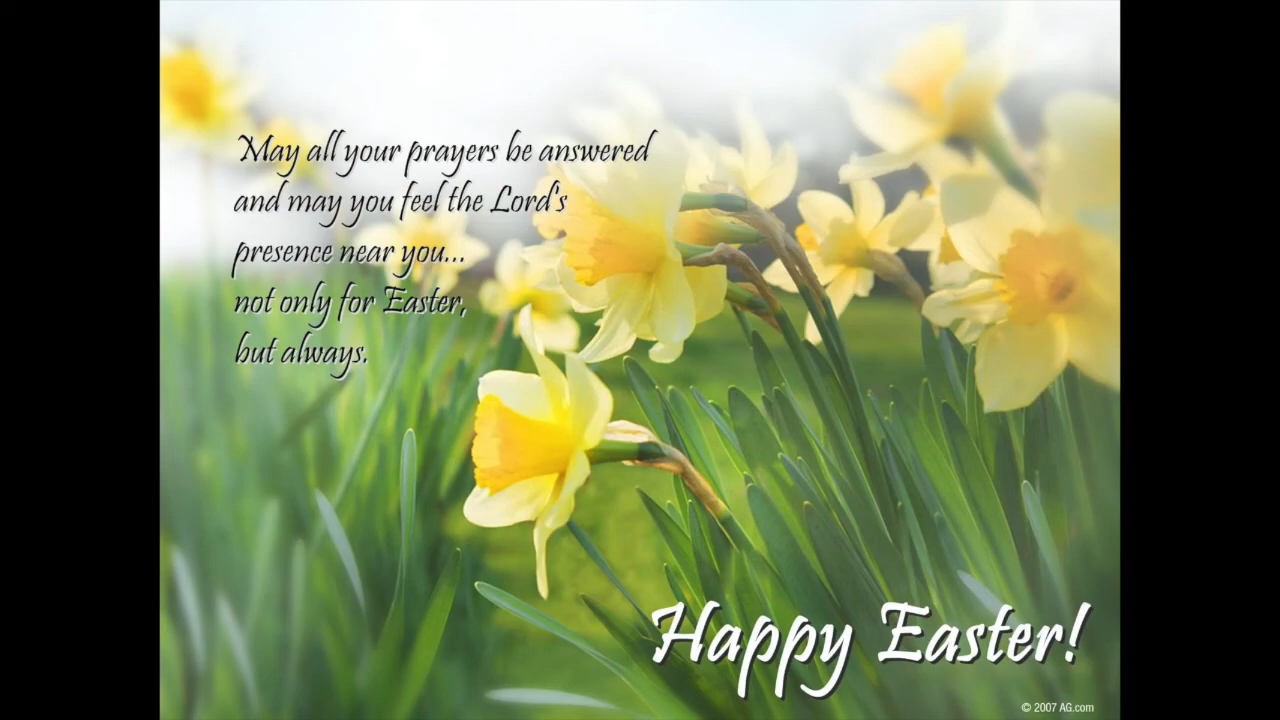 May all your prayers be answered
and may you feel the Lord's
presence near you...
not only for Easter,
but always.
Happy Easter!
© 2007 AG.com